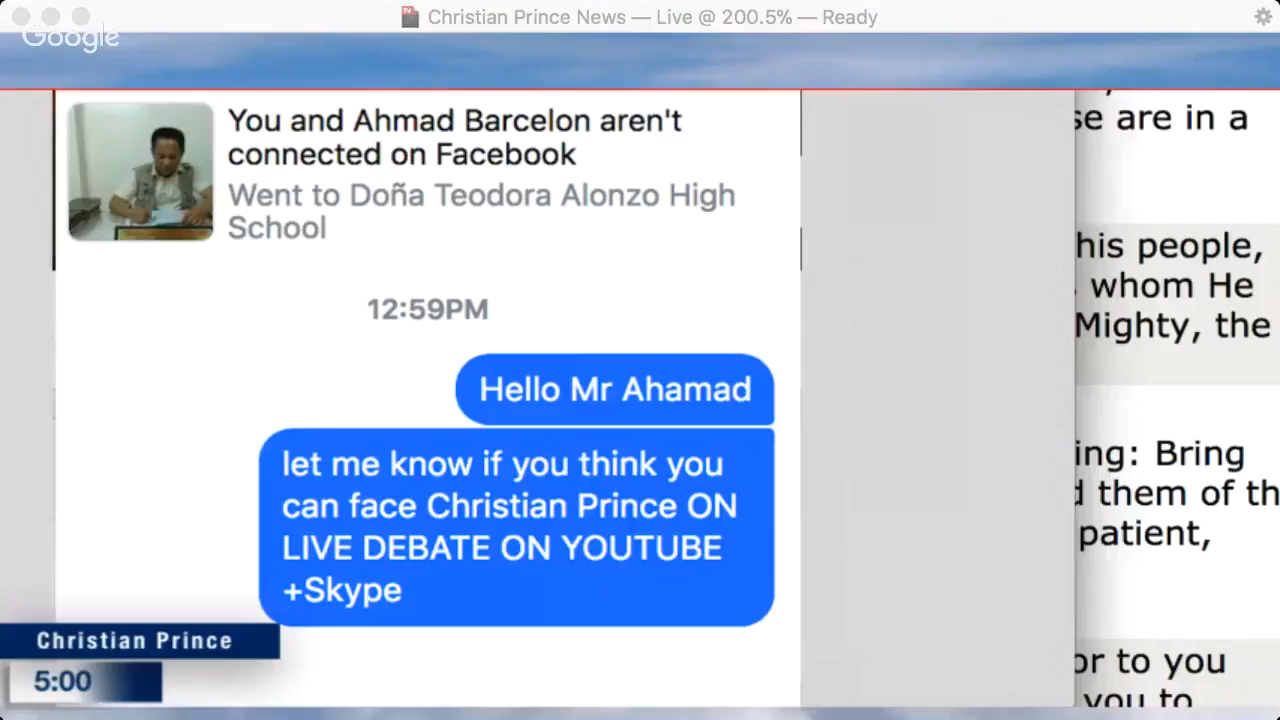 Christian Prince News — Live @ 200.5% — Ready
Google
You and Ahmad Barcelon aren't
connected on Facebook
Went to Doña Teodora Alonzo High
School
12:59PM
Hello Mr Ahamad
let me know if you think you
can face Christian Prince ON
LIVE DEBATE ON YOUTUBE
+Skype
are in a
his people,
whom He
Mighty, the
ing: Bring
them of th
patient,
or to you
you to
Christian Prince
5:00